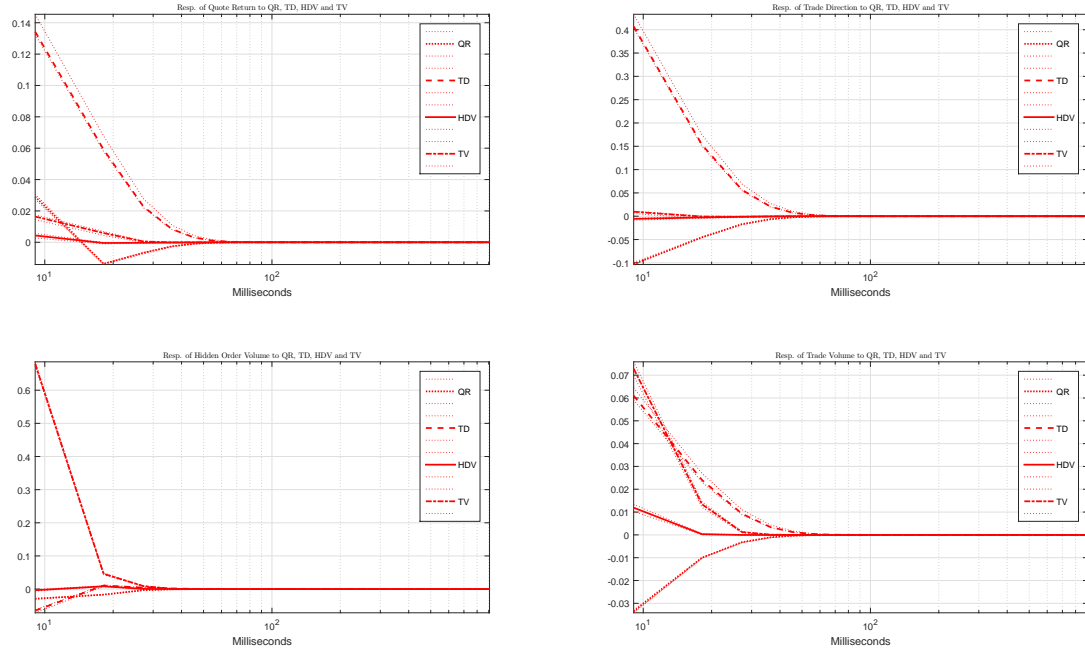 Resp. of Quote Return to QR, TD, HDV and TV
0.14
0.12
0.1
0.08
0.06
0.04
0.02
0
10^1
10^2
Milliseconds
QR
TD
HDV
TV
Resp. of Trade Direction to QR, TD, HDV and TV
0.4
0.35
0.3
0.25
0.2
0.15
0.1
0.05
0
-0.05
-0.1
10^1
10^2
Milliseconds
QR
TD
HDV
TV
Resp. of Hidden Order Volume to QR, TD, HDV and TV
0.6
0.5
0.4
0.3
0.2
0.1
0
10^1
10^2
Milliseconds
QR
TD
HDV
TV
Resp. of Trade Volume to QR, TD, HDV and TV
0.07
0.06
0.05
0.04
0.03
0.02
0.01
0
-0.01
-0.02
-0.03
10^1
10^2
Milliseconds
QR
TD
HDV
TV